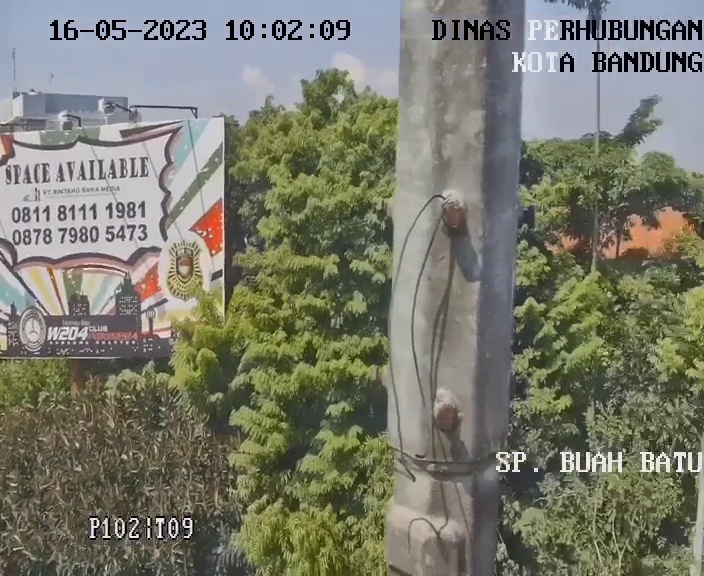 16-05-2023 10:02:09
DINAS PERHUBUNGAN
KOTA BANDUNG
SPACE AVAILABLE
PT. BINTANG RAKA MEDIA
0811 8111 1981
0878 7980 5473
W204 CLUB
INDONESIA
SP. BUAH BATU
P102|T09